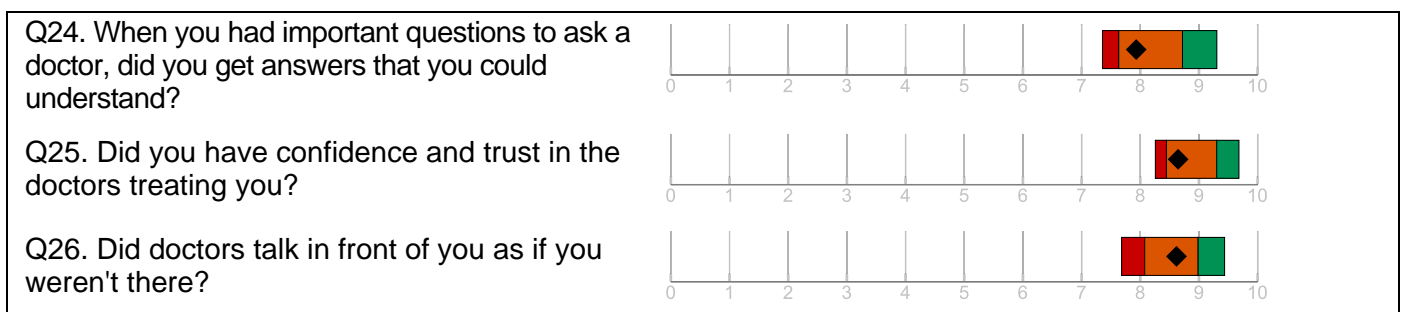 Q24. When you had important questions to ask a
doctor, did you get answers that you could
understand?
0 1 2 3 4 5 6 7 8 9 10
Q25. Did you have confidence and trust in the
doctors treating you?
0 1 2 3 4 5 6 7 8 9 10
Q26. Did doctors talk in front of you as if you
weren't there?
0 1 2 3 4 5 6 7 8 9 10